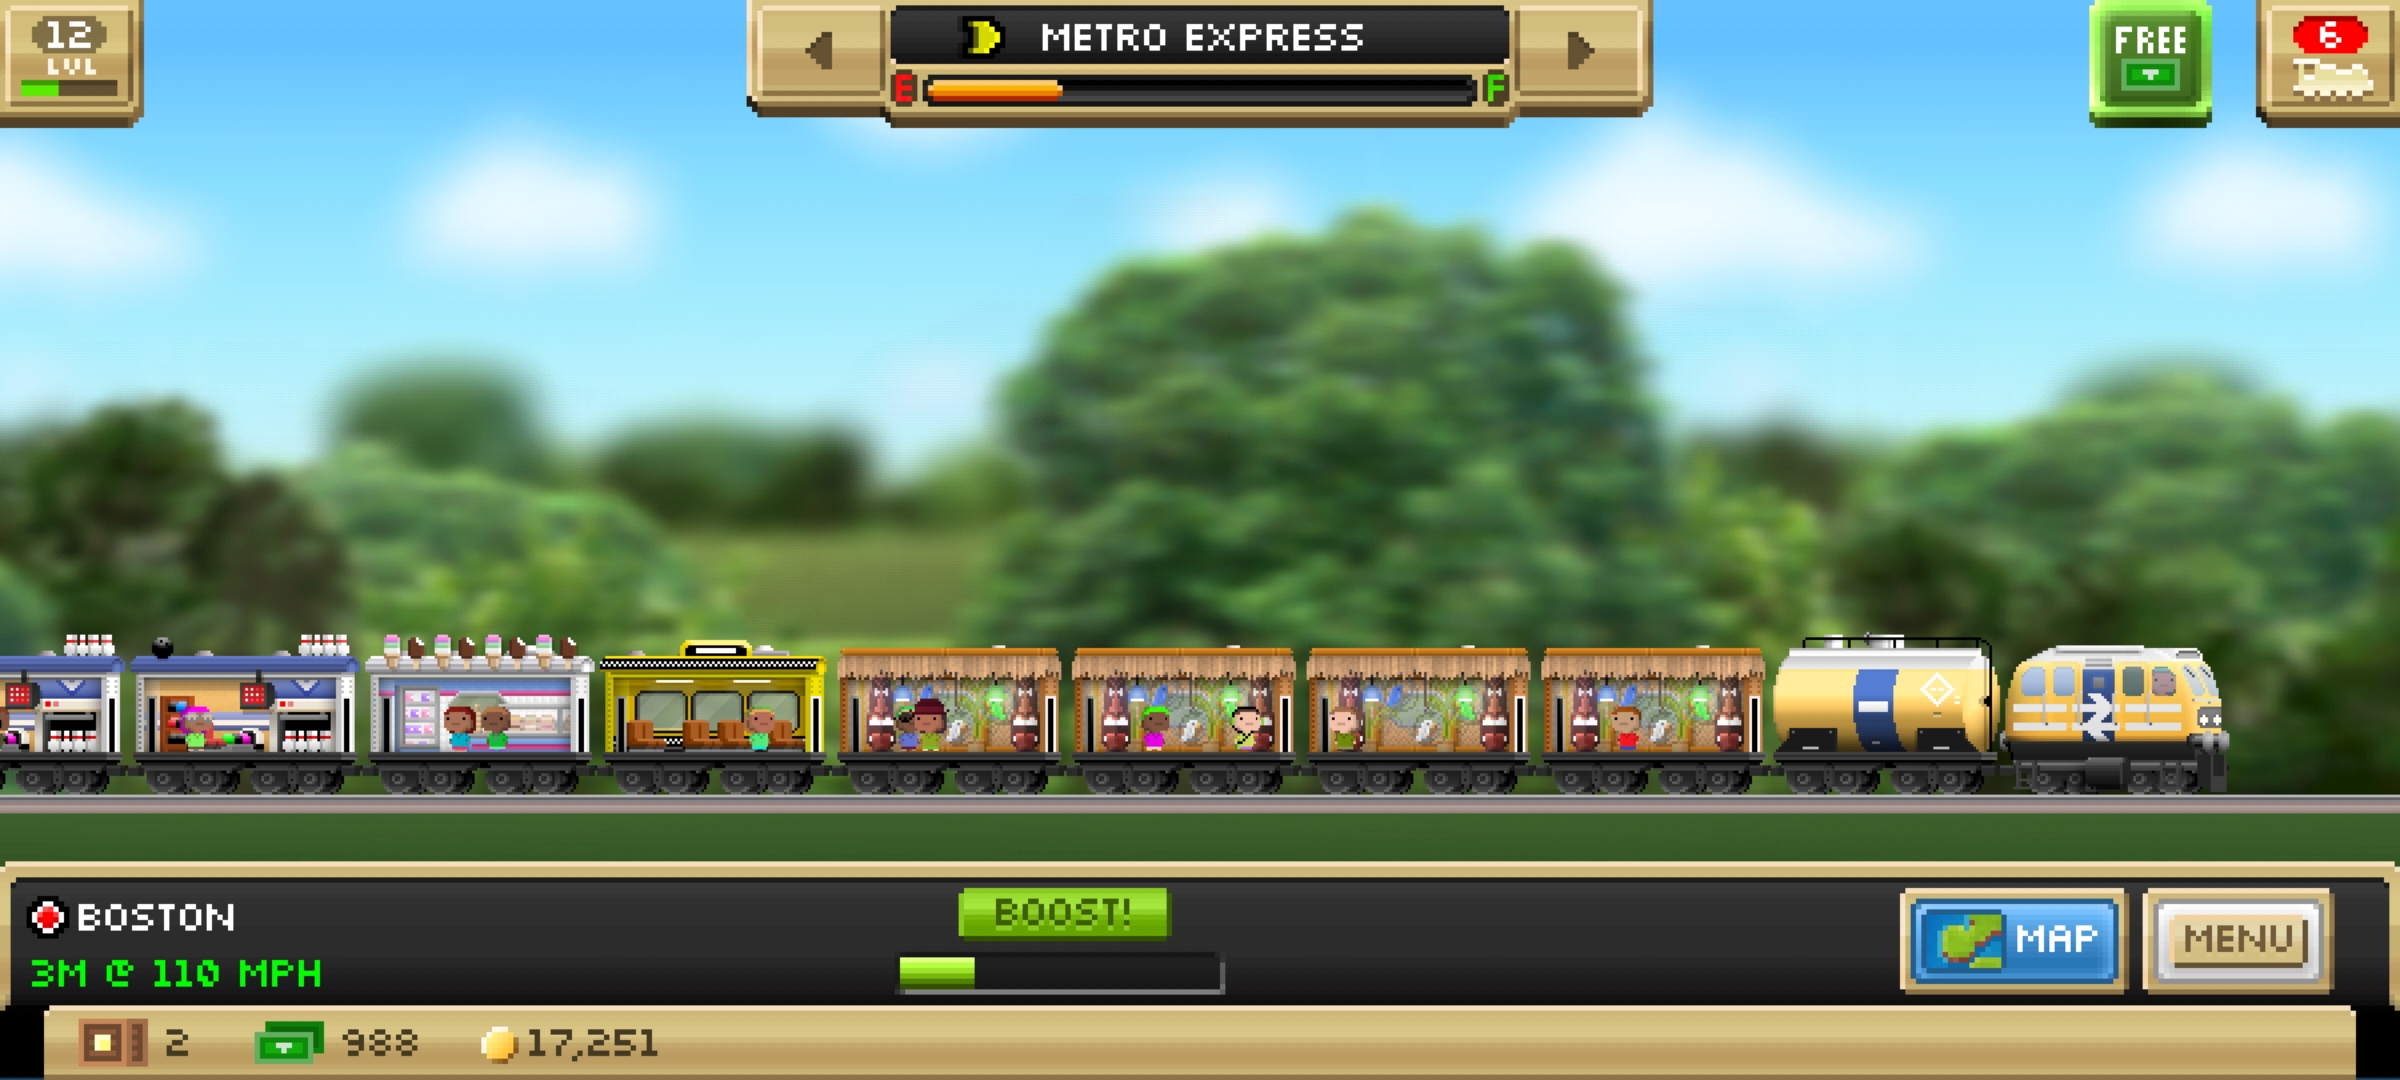 12
LVL
METRO EXPRESS
E F
FREE
6
BOSTON
3M @ 110 MPH
BOOST!
MAP
MENU
2 988 17,251